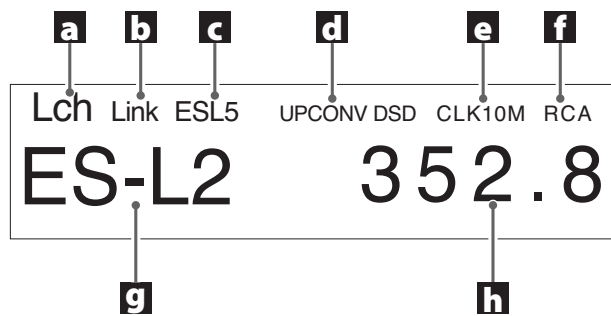 a b c d e f
Lch Link ESL5 UPCONV DSD CLK10M RCA
ES-L2 352.8
g h